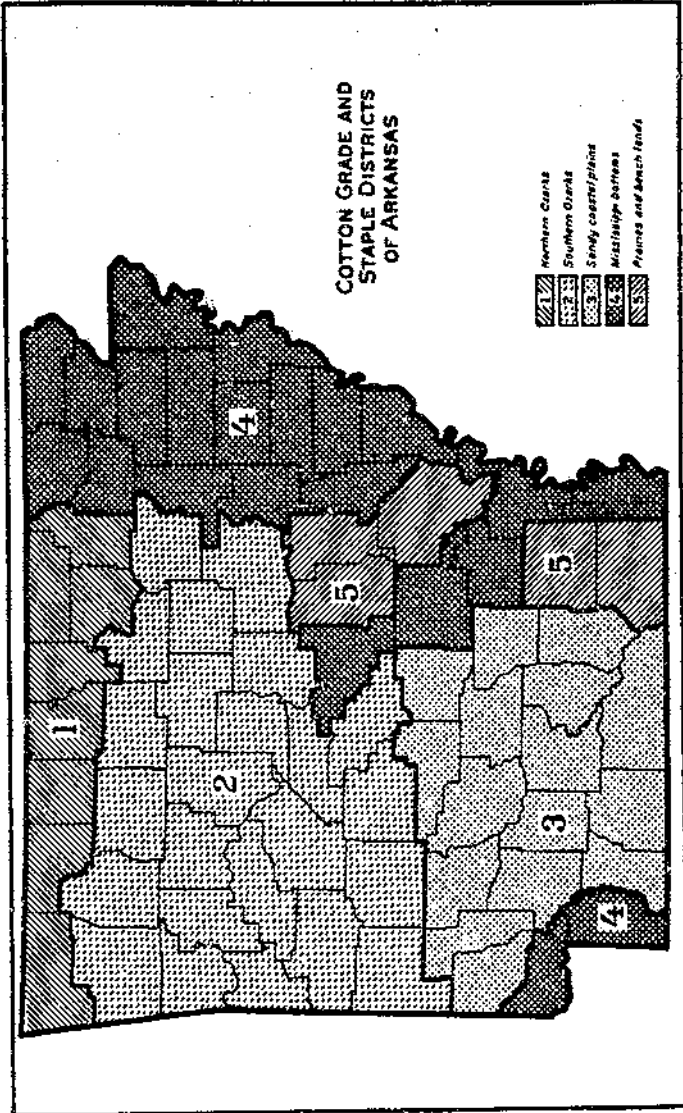 COTTON GRADE AND
STAPLE DISTRICTS
OF ARKANSAS
1 Northern Ozarks
2 Southern Ozarks
3 Sandy coastal plains
4 Mississippi bottoms
5 Prairies and bench lands
1
2
3
4
4
5
5